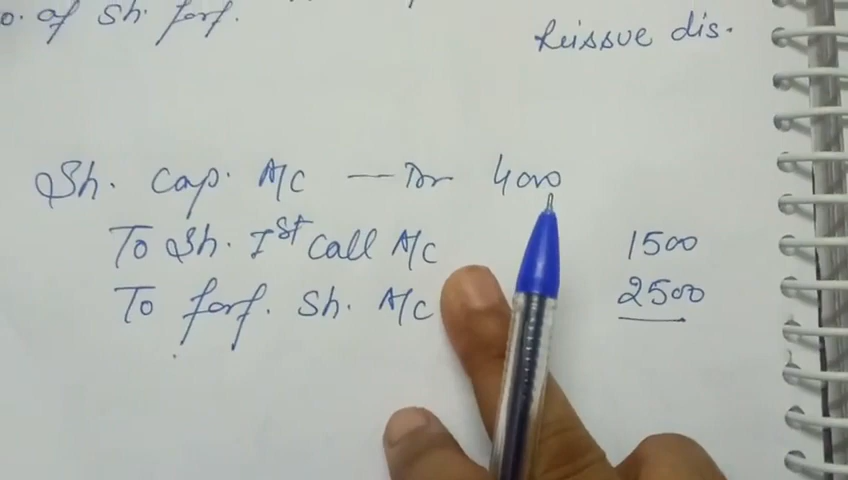 o. of Sh. forf.
Reissue dis.
Sh. Cap. A/C — Dr 4000
To Sh. Ist Call A/C 1500
To forf. Sh. A/C 2500